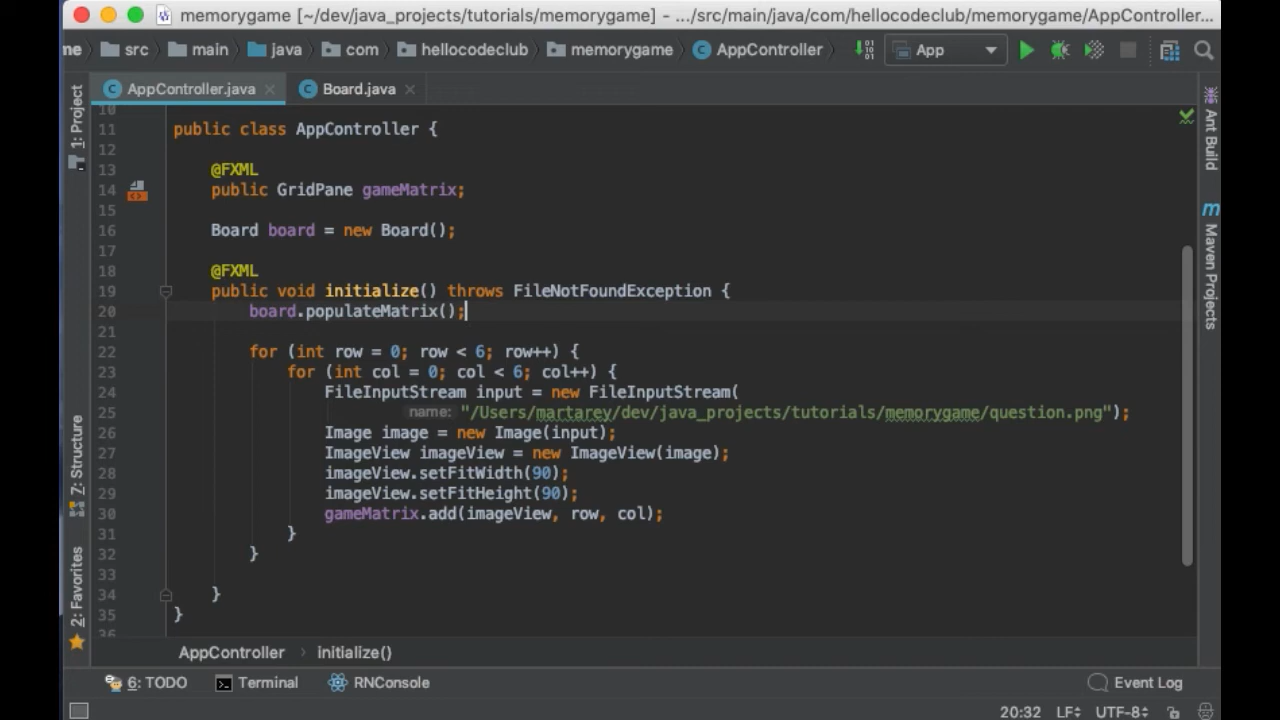 memorygame [~/dev/java_projects/tutorials/memorygame] - .../src/main/java/com/hellocodeclub/memorygame/AppController...
me src main java com hellocodeclub memorygame AppController App
AppController.java Board.java
10
11 public class AppController {
12
13 @FXML
14 public GridPane gameMatrix;
15
16 Board board = new Board();
17
18 @FXML
19 public void initialize() throws FileNotFoundException {
20 board.populateMatrix();
21
22 for (int row = 0; row < 6; row++) {
23 for (int col = 0; col < 6; col++) {
24 FileInputStream input = new FileInputStream(
25 name: "/Users/martarey/dev/java_projects/tutorials/memorygame/question.png");
26 Image image = new Image(input);
27 ImageView imageView = new ImageView(image);
28 imageView.setFitWidth(90);
29 imageView.setFitHeight(90);
30 gameMatrix.add(imageView, row, col);
31 }
32 }
33
34 }
35 }
36
1: Project
7: Structure
2: Favorites
Ant Build
m Maven Projects
AppController › initialize()
6: TODO Terminal RNConsole Event Log
20:32 LF UTF-8